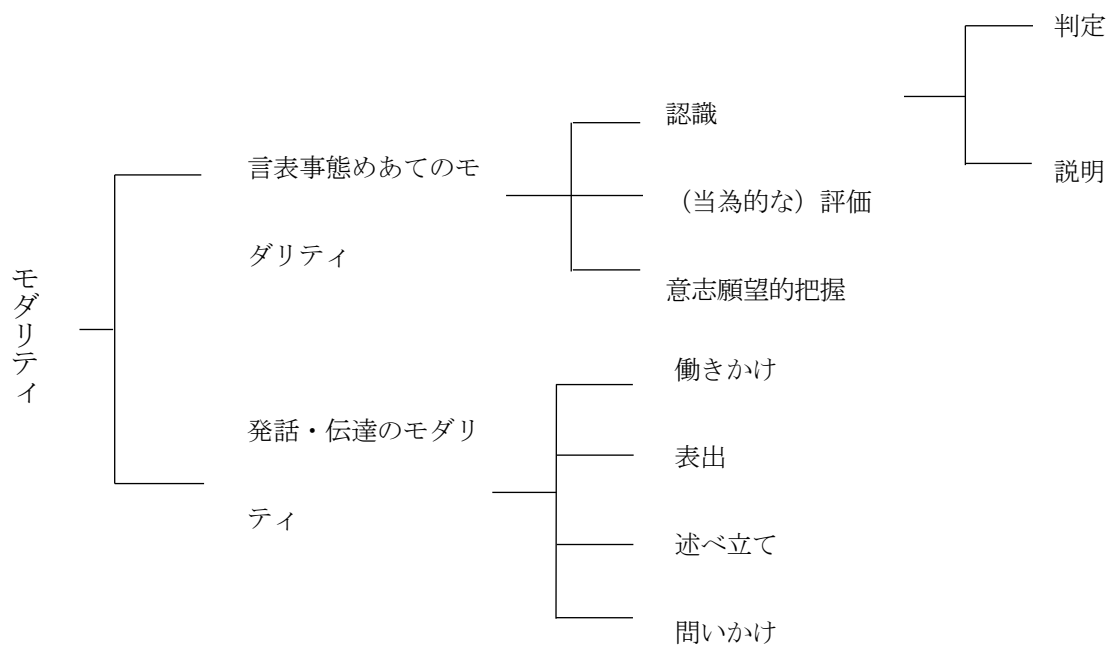 モダリティ
言表事態めあてのモ
ダリティ
認識
(当為的な)評価
意志願望的把握
判定
説明
発話・伝達のモダリ
ティ
働きかけ
表出
述べ立て
問いかけ